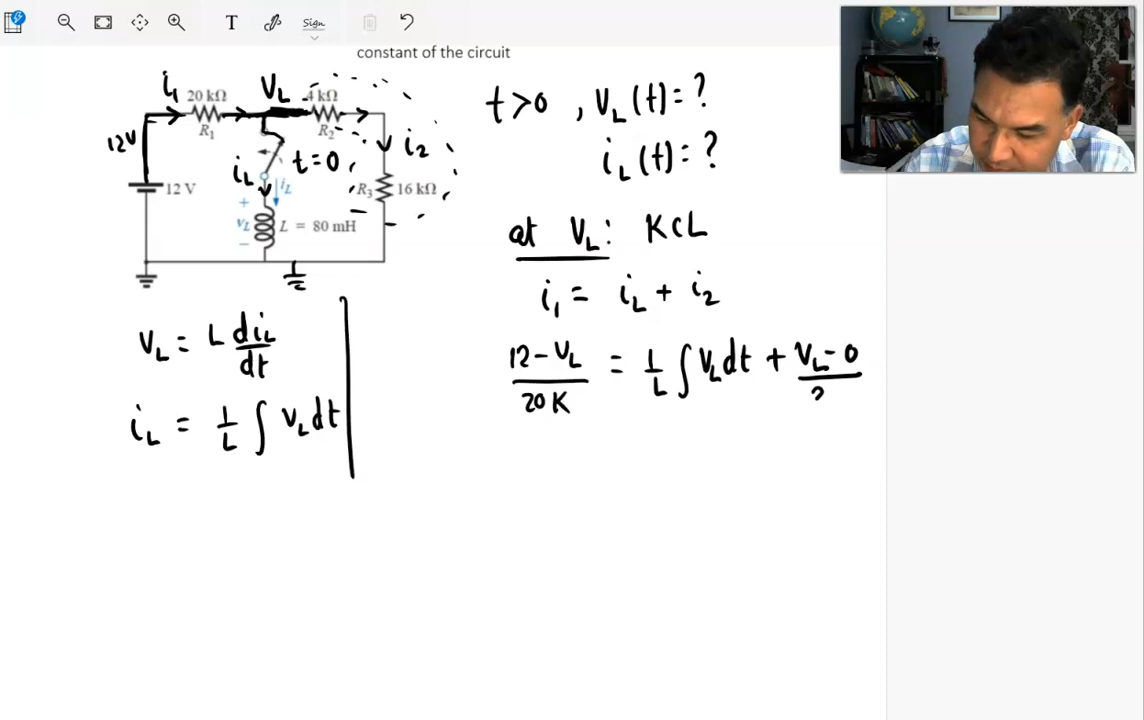 Sign
constant of the circuit
i1 20 kΩ VL 4 kΩ
R1 R2
12V
t=0
i2
iL
iL
12 V
+
vL
−
L = 80 mH
R3 16 kΩ
t>0 , VL (t)= ?
iL (t)= ?
at VL: KCL
i1 = iL + i2
12-VL / 20K = 1/L ∫ VL dt + VL-0 /
VL = L diL/dt
iL = 1/L ∫ VL dt